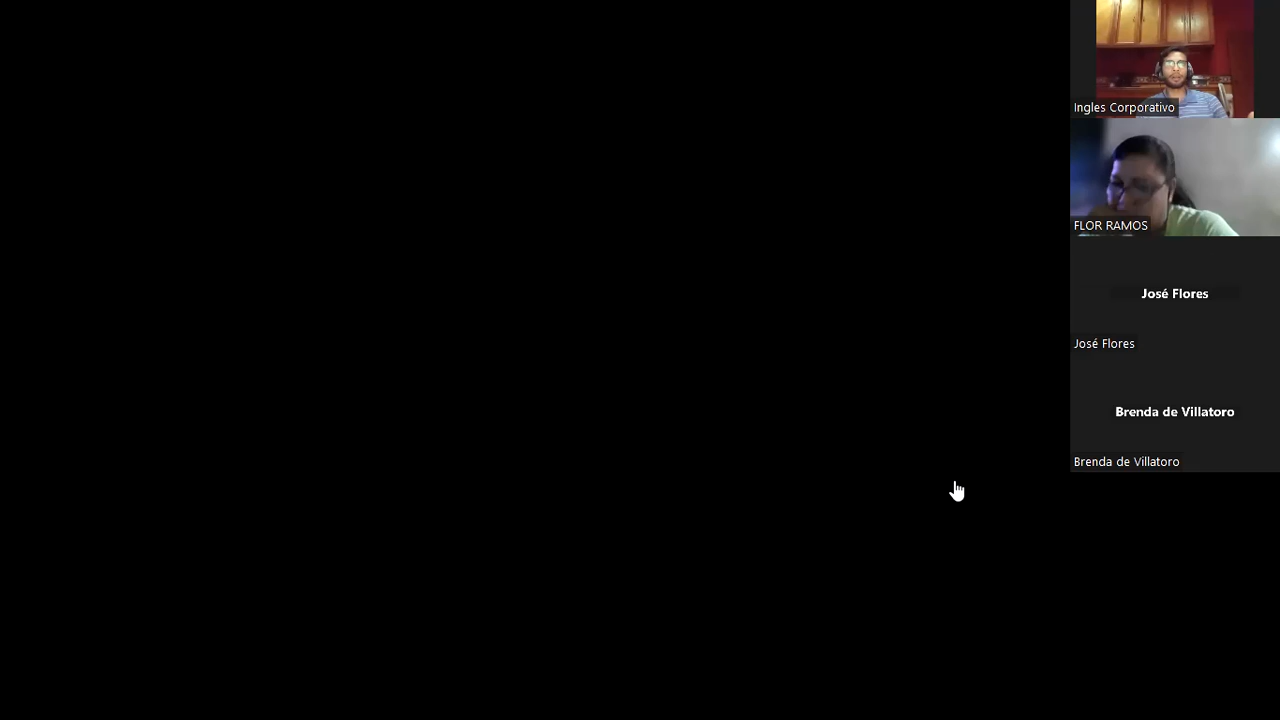 Ingles Corporativo
FLOR RAMOS
José Flores
José Flores
Brenda de Villatoro
Brenda de Villatoro